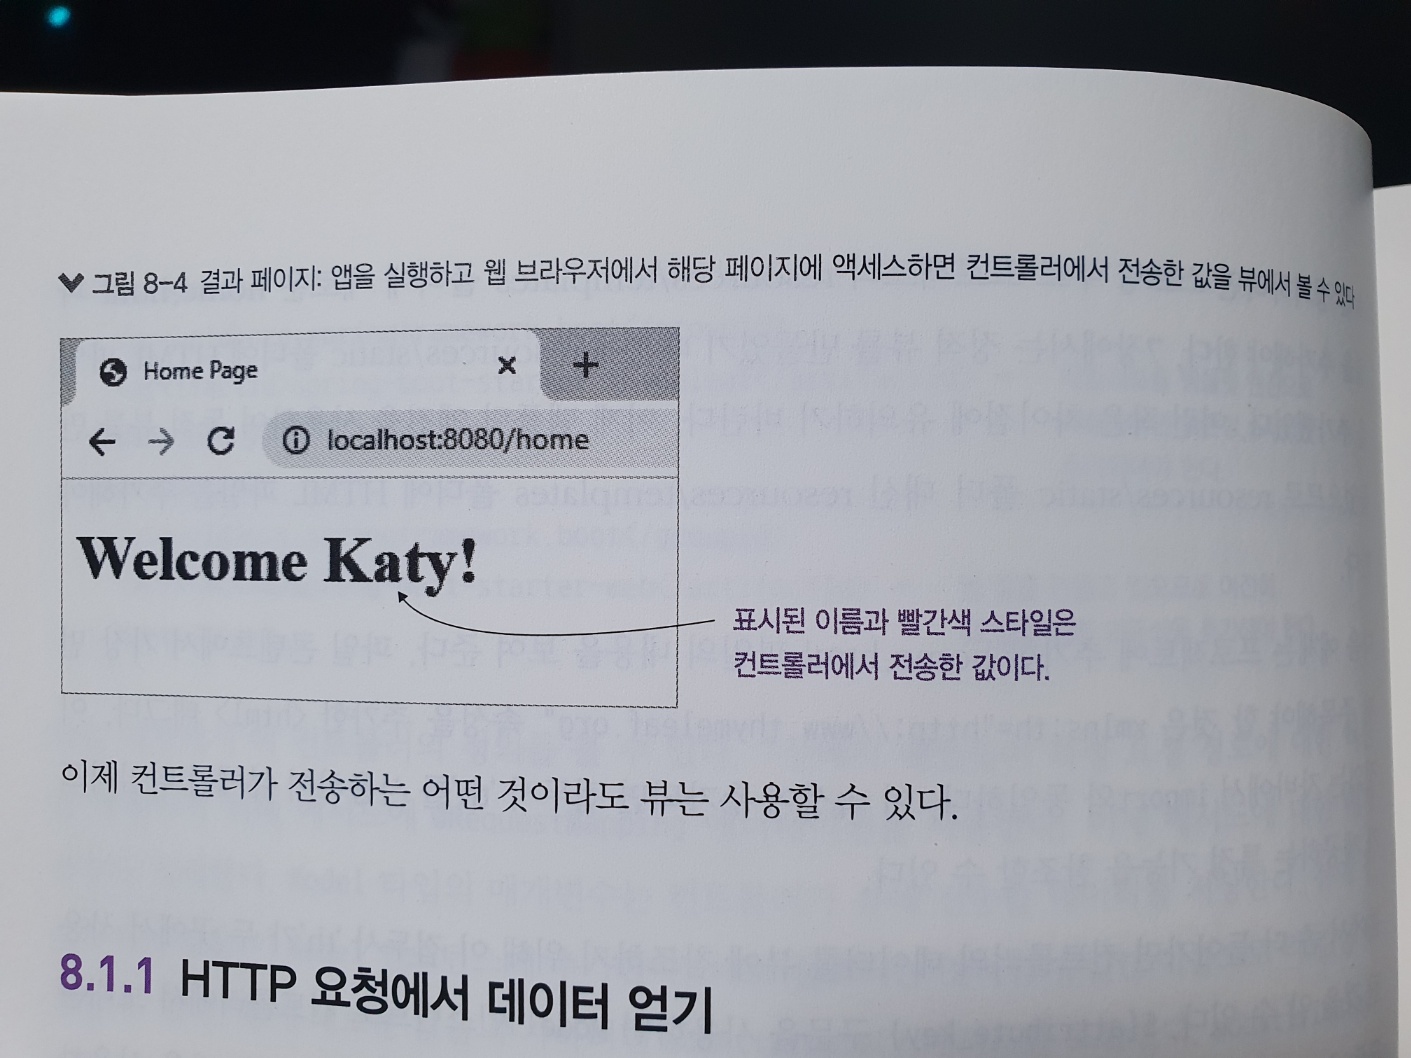 그림 8-4 결과 페이지: 앱을 실행하고 웹 브라우저에서 해당 페이지에 액세스하면 컨트롤러에서 전송한 값을 뷰에서 볼 수 있다
Home Page
localhost:8080/home
Welcome Katy!
표시된 이름과 빨간색 스타일은
컨트롤러에서 전송한 값이다.
이제 컨트롤러가 전송하는 어떤 것이라도 뷰는 사용할 수 있다.
8.1.1 HTTP 요청에서 데이터 얻기